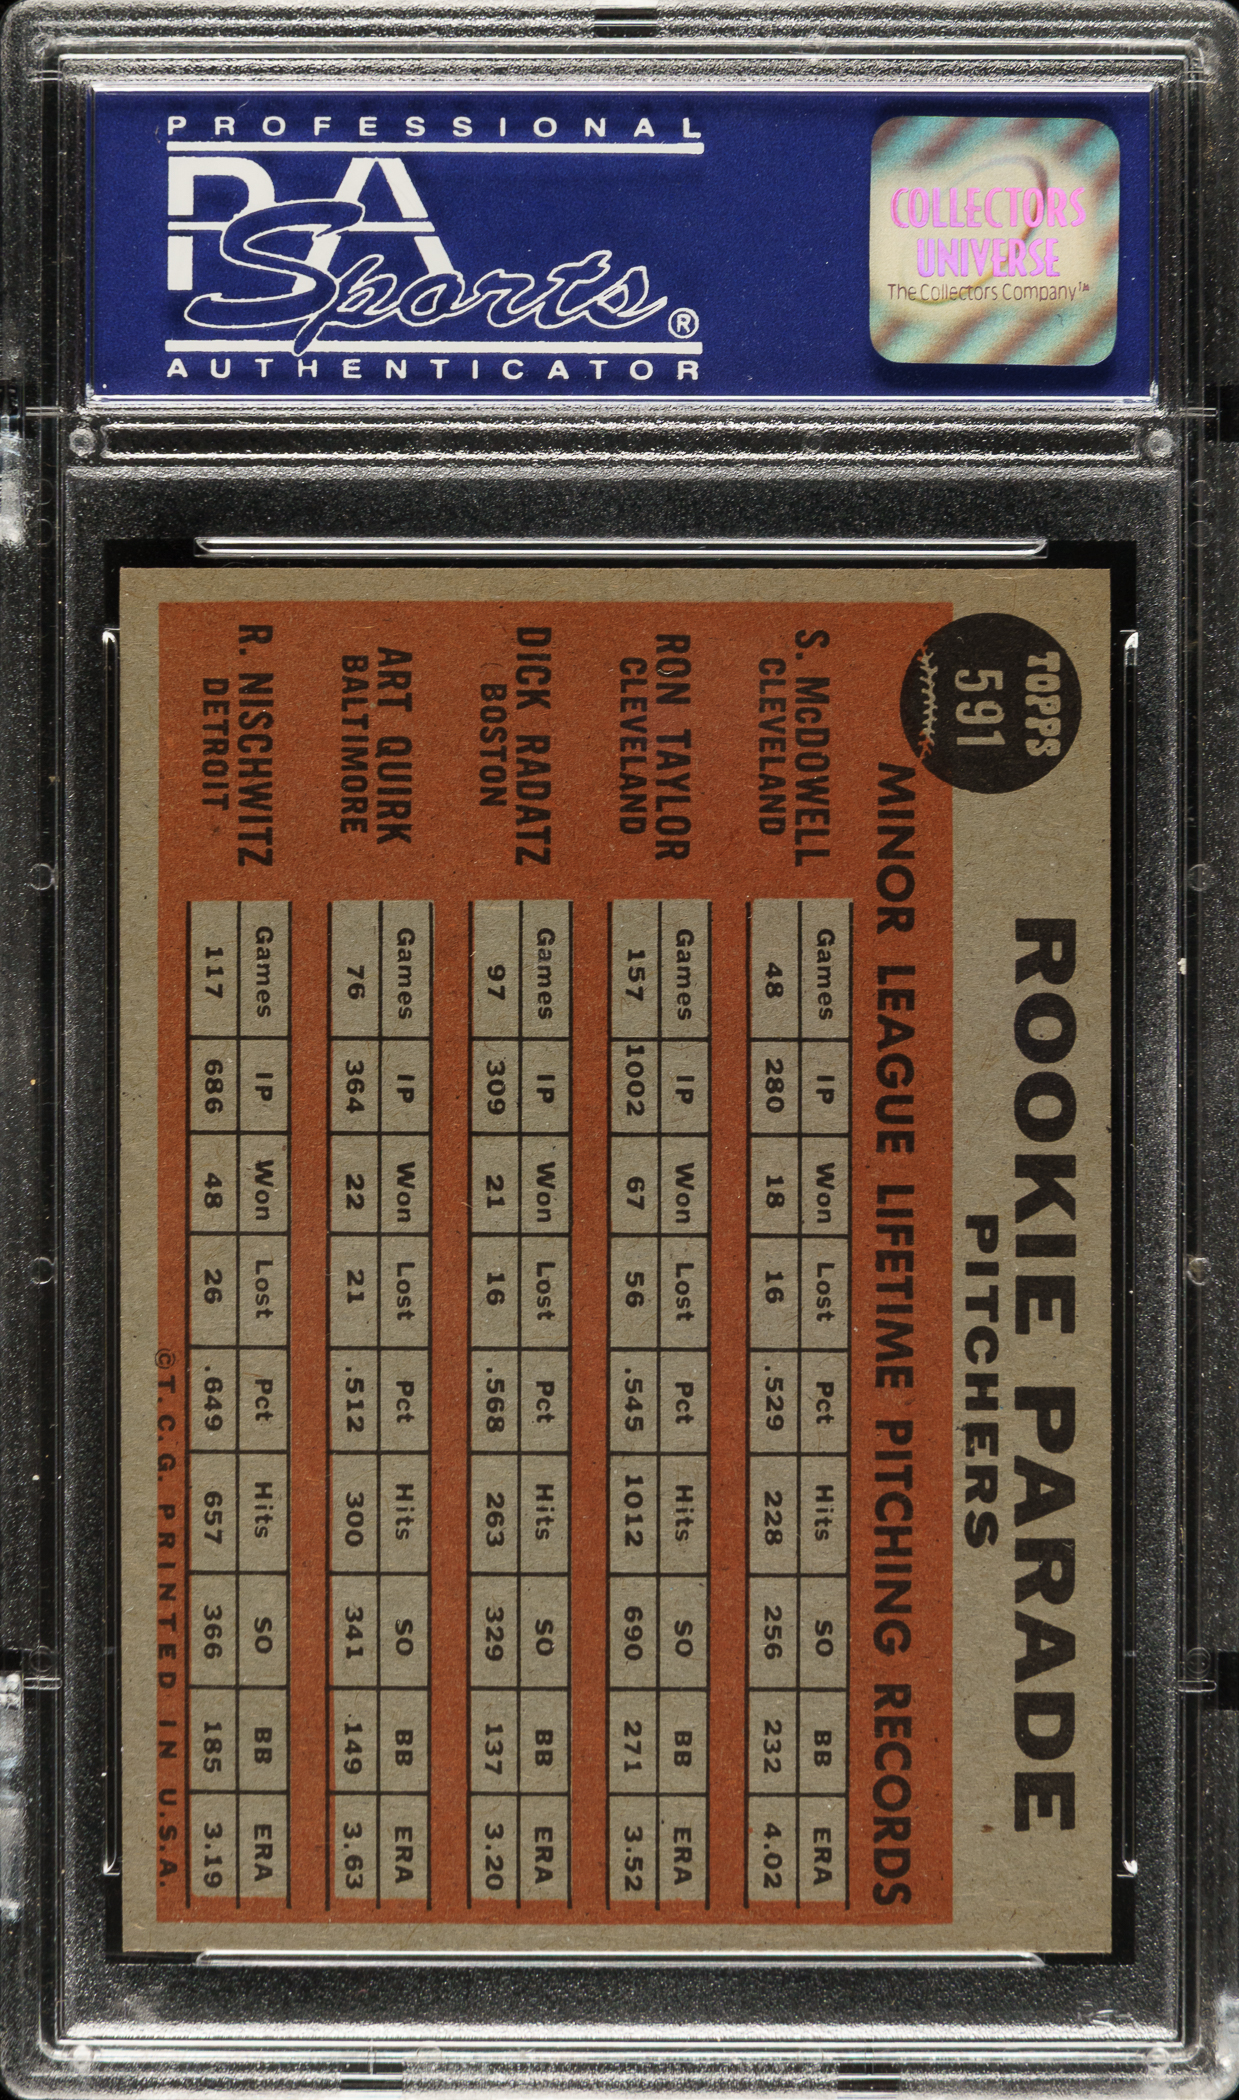 PROFESSIONAL
PSA
Sports®
AUTHENTICATOR
COLLECTORS
UNIVERSE
The Collectors Company™
TOPPS
591
ROOKIE PARADE
PITCHERS
MINOR LEAGUE LIFETIME PITCHING RECORDS
S. McDOWELL
CLEVELAND
Games IP Won Lost Pct Hits SO BB ERA
48 280 18 16 .529 228 256 232 4.02
RON TAYLOR
CLEVELAND
Games IP Won Lost Pct Hits SO BB ERA
157 1002 67 56 .545 1012 690 271 3.52
DICK RADATZ
BOSTON
Games IP Won Lost Pct Hits SO BB ERA
97 309 21 16 .568 263 329 137 3.20
ART QUIRK
BALTIMORE
Games IP Won Lost Pct Hits SO BB ERA
76 364 22 21 .512 300 341 149 3.63
R. NISCHWITZ
DETROIT
Games IP Won Lost Pct Hits SO BB ERA
117 686 48 26 .649 657 366 185 3.19
©T.C.G. PRINTED IN U.S.A.